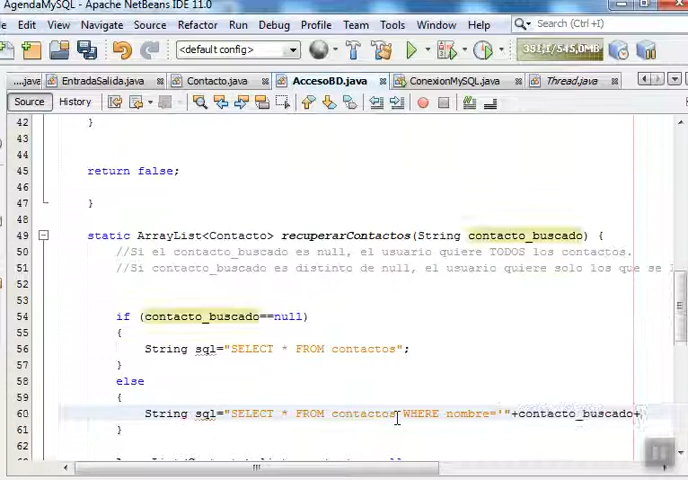 AgendaMySQL - Apache NetBeans IDE 11.0
Edit View Navigate Source Refactor Run Debug Profile Team Tools Window Help Search (Ctrl+I)
<default config> 381,1/545,0MB
...java EntradaSalida.java Contacto.java AccesoBD.java ConexionMySQL.java Thread.java
Source History
42 }
43
44
45 return false;
46
47 }
48
49 static ArrayList<Contacto> recuperarContactos(String contacto_buscado) {
50 //Si el contacto_buscado es null, el usuario quiere TODOS los contactos.
51 //Si contacto_buscado es distinto de null, el usuario quiere solo los que se
52
53
54 if (contacto_buscado==null)
55 {
56 String sql="SELECT * FROM contactos";
57 }
58 else
59 {
60 String sql="SELECT * FROM contactos WHERE nombre='"+contacto_buscado+
61 }
62